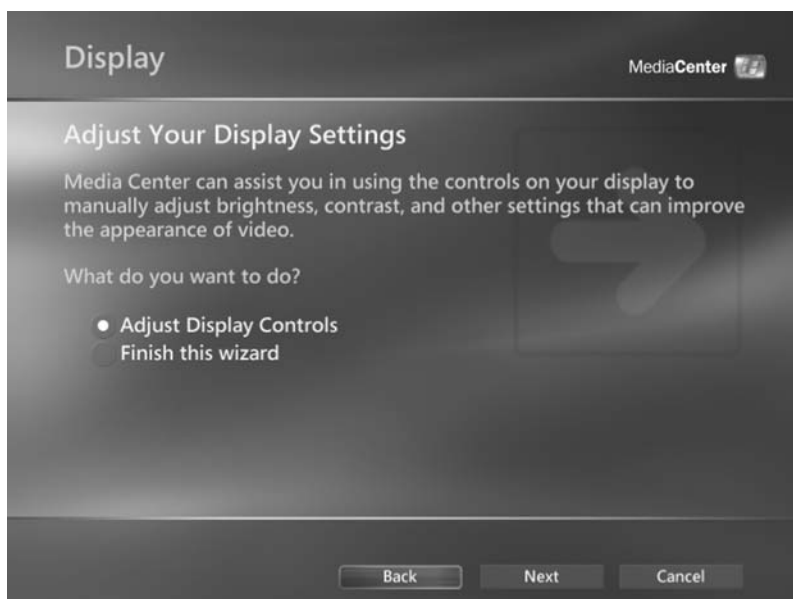 Display
MediaCenter
Adjust Your Display Settings
Media Center can assist you in using the controls on your display to
manually adjust brightness, contrast, and other settings that can improve
the appearance of video.
What do you want to do?
Adjust Display Controls
Finish this wizard
Back Next Cancel